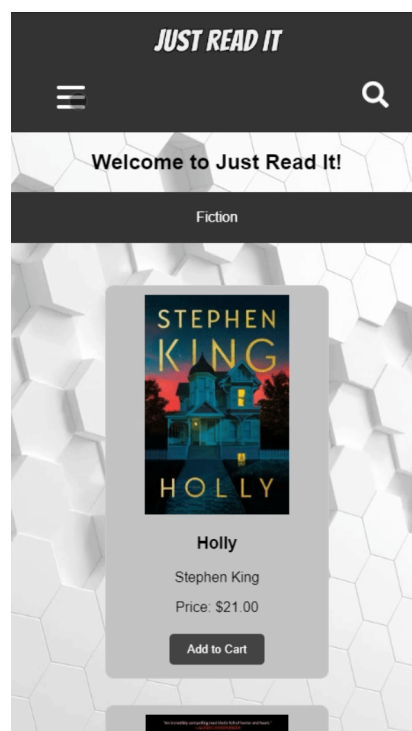 JUST READ IT
Welcome to Just Read It!
Fiction
STEPHEN
KING
HOLLY
Holly
Stephen King
Price: $21.00
Add to Cart